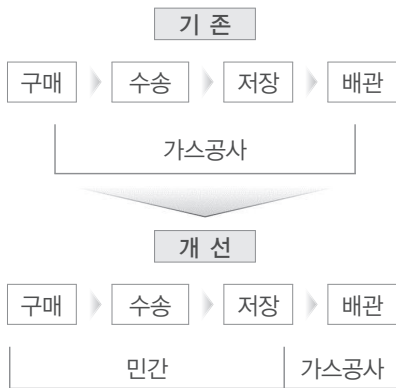 기 존
구매 수송 저장 배관
가스공사
개 선
구매 수송 저장 배관
민간 가스공사